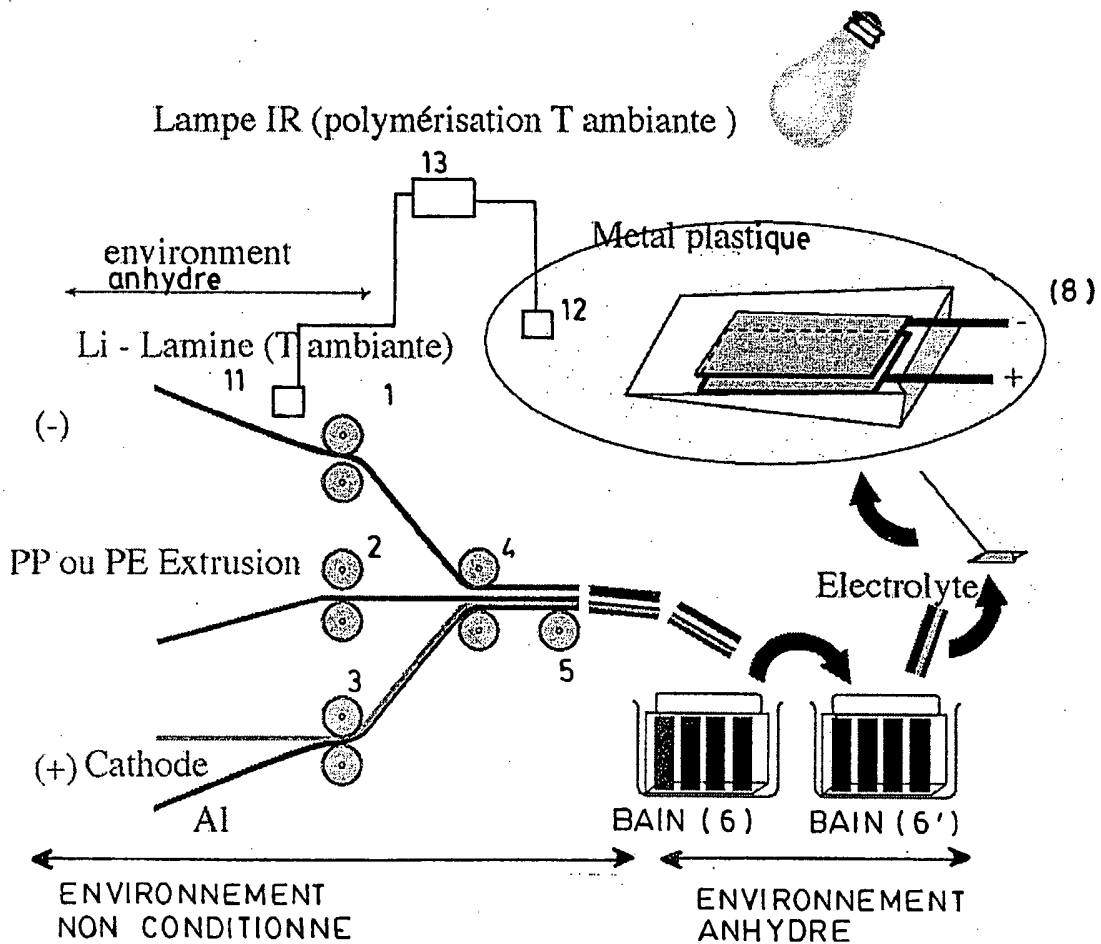 Lampe IR (polymérisation T ambiante )
13
environment
anhydre
Metal plastique
12
(8)
-
+
Li - Lamine (T ambiante)
11
1
(-)
PP ou PE Extrusion
2
4
Electrolyte
5
3
(+) Cathode
Al
BAIN (6)
BAIN (6')
ENVIRONNEMENT
NON CONDITIONNE
ENVIRONNEMENT
ANHYDRE